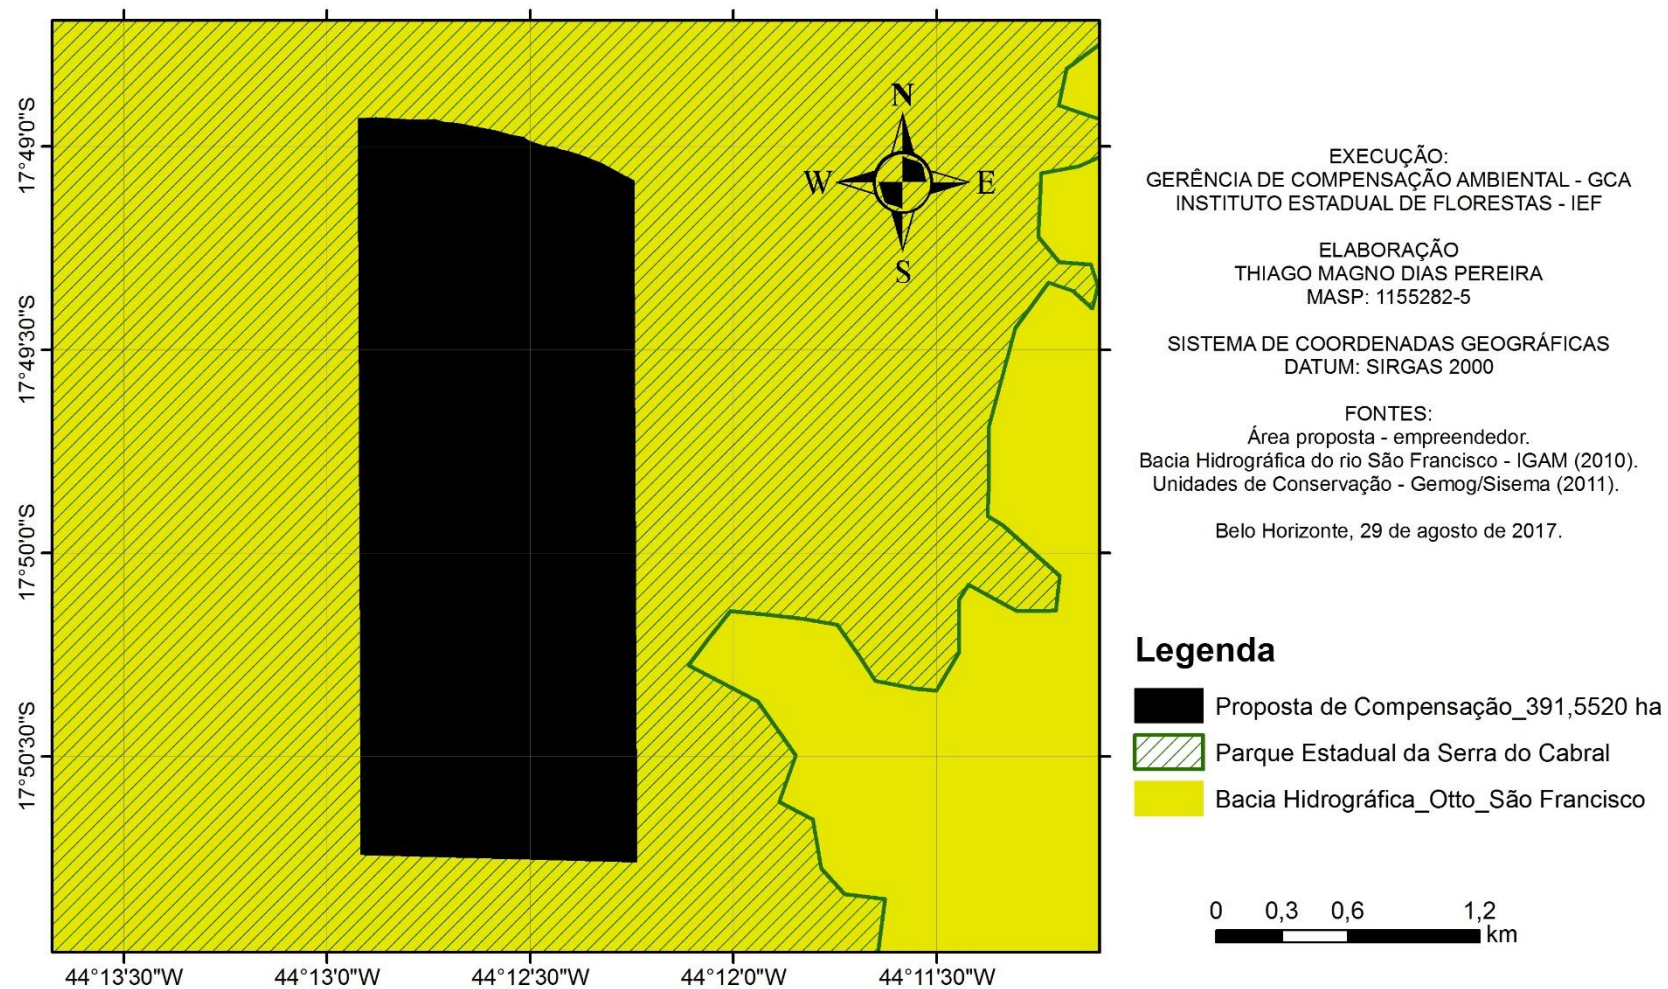 17°49'0"S
17°49'30"S
17°50'0"S
17°50'30"S
44°13'30"W
44°13'0"W
44°12'30"W
44°12'0"W
44°11'30"W
N
W
E
S
EXECUÇÃO:
GERÊNCIA DE COMPENSAÇÃO AMBIENTAL - GCA
INSTITUTO ESTADUAL DE FLORESTAS - IEF
ELABORAÇÃO
THIAGO MAGNO DIAS PEREIRA
MASP: 1155282-5
SISTEMA DE COORDENADAS GEOGRÁFICAS
DATUM: SIRGAS 2000
FONTES:
Área proposta - empreendedor.
Bacia Hidrográfica do rio São Francisco - IGAM (2010).
Unidades de Conservação - Gemog/Sisema (2011).
Belo Horizonte, 29 de agosto de 2017.
Legenda
Proposta de Compensação_391,5520 ha
Parque Estadual da Serra do Cabral
Bacia Hidrográfica_Otto_São Francisco
0 0,3 0,6 1,2
km